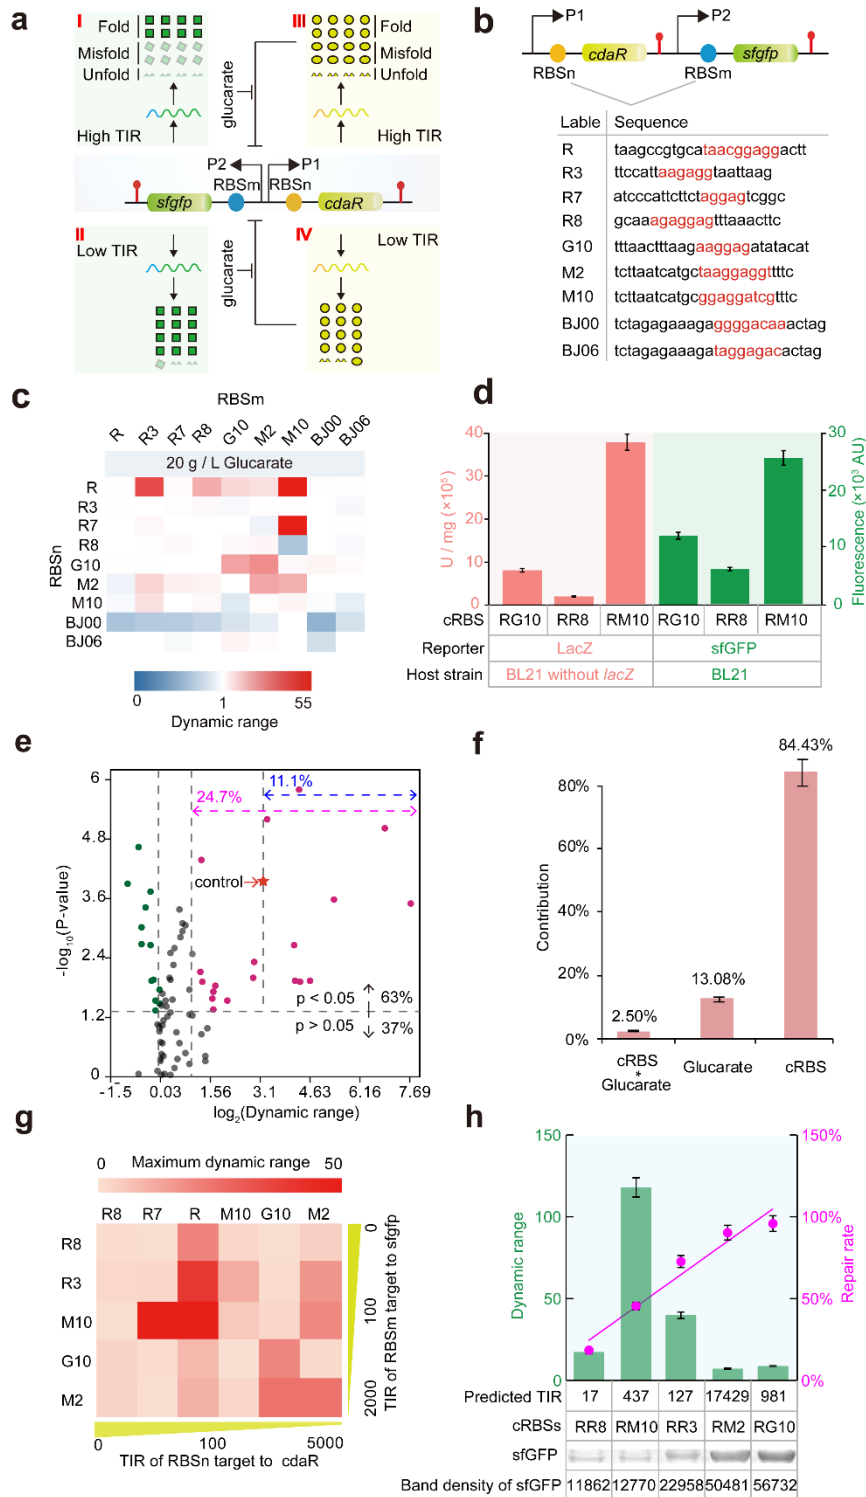 a
I
Fold
Misfold
Unfold
High TIR
glucarate
III
Fold
Misfold
Unfold
High TIR
P2
P1
RBSm
RBSn
sfgfp
cdaR
II
Low TIR
glucarate
IV
Low TIR
b
P1
P2
cdaR
sfgfp
RBSn
RBSm
Lable Sequence
R taagccgtgcataacggaggactt
R3 ttccattaagaggtaattaag
R7 atcccattcttctaggagtcggc
R8 gcaaagaggagtttaaacttc
G10 tttaactttaagaaggagatatacat
M2 tcttaatcatgctaaggaggttttc
M10 tcttaatcatgcggaggatcgtttc
BJ00 tctagagaaagaggggacaaactag
BJ06 tctagagaaagataggagacactag
c
RBSm
R R3 R7 R8 G10 M2 M10 BJ00 BJ06
20 g / L Glucarate
RBSn
R
R3
R7
R8
G10
M2
M10
BJ00
BJ06
0 1 55
Dynamic range
d
U / mg (×10⁵)
40
30
20
10
0
Fluorescence (×10³ AU)
30
20
10
0
cRBS RG10 RR8 RM10 RG10 RR8 RM10
Reporter LacZ sfGFP
Host strain BL21 without lacZ BL21
e
-log10(P-value)
6
4.8
3.6
2.4
1.2
0
11.1%
24.7%
control
p < 0.05 63%
p > 0.05 37%
-1.5 0.03 1.56 3.1 4.63 6.16 7.69
log2(Dynamic range)
f
Contribution
80%
60%
40%
20%
0%
84.43%
13.08%
2.50%
cRBS
*
Glucarate
Glucarate
cRBS
g
0 Maximum dynamic range 50
R8 R7 R M10 G10 M2
R8
R3
M10
G10
M2
0
100
2000
TIR of RBSm target to sfgfp
0 100 5000
TIR of RBSn target to cdaR
h
Dynamic range
150
100
50
0
Repair rate
150%
100%
50%
0%
Predicted TIR 17 437 127 17429 981
cRBSs RR8 RM10 RR3 RM2 RG10
sfGFP
Band density of sfGFP 11862 12770 22958 50481 56732